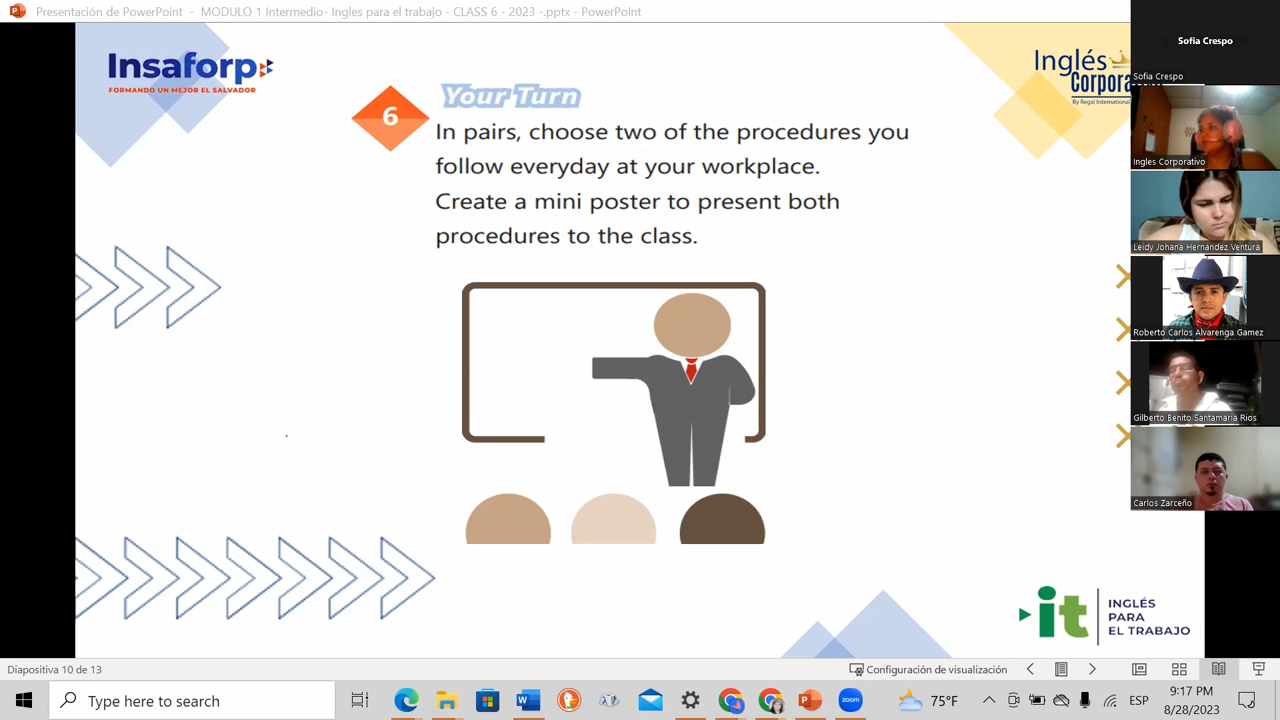 Presentación de PowerPoint - MODULO 1 Intermedio- Ingles para el trabajo - CLASS 6 - 2023 -.pptx - PowerPoint
Insaforp
FORMANDO UN MEJOR EL SALVADOR
Inglés
Corpora
By Regal International
6
Your Turn
In pairs, choose two of the procedures you
follow everyday at your workplace.
Create a mini poster to present both
procedures to the class.
it
INGLÉS
PARA
EL TRABAJO
Sofia Crespo
Sofia Crespo
Ingles Corporativo
Leidy Johana Hernández Ventura
Roberto Carlos Alvarenga Gamez
Gilberto Benito Santamaria Rios
Carlos Zarceño
Diapositiva 10 de 13
Configuración de visualización
Type here to search
zoom
75°F
ESP
9:17 PM
8/28/2023